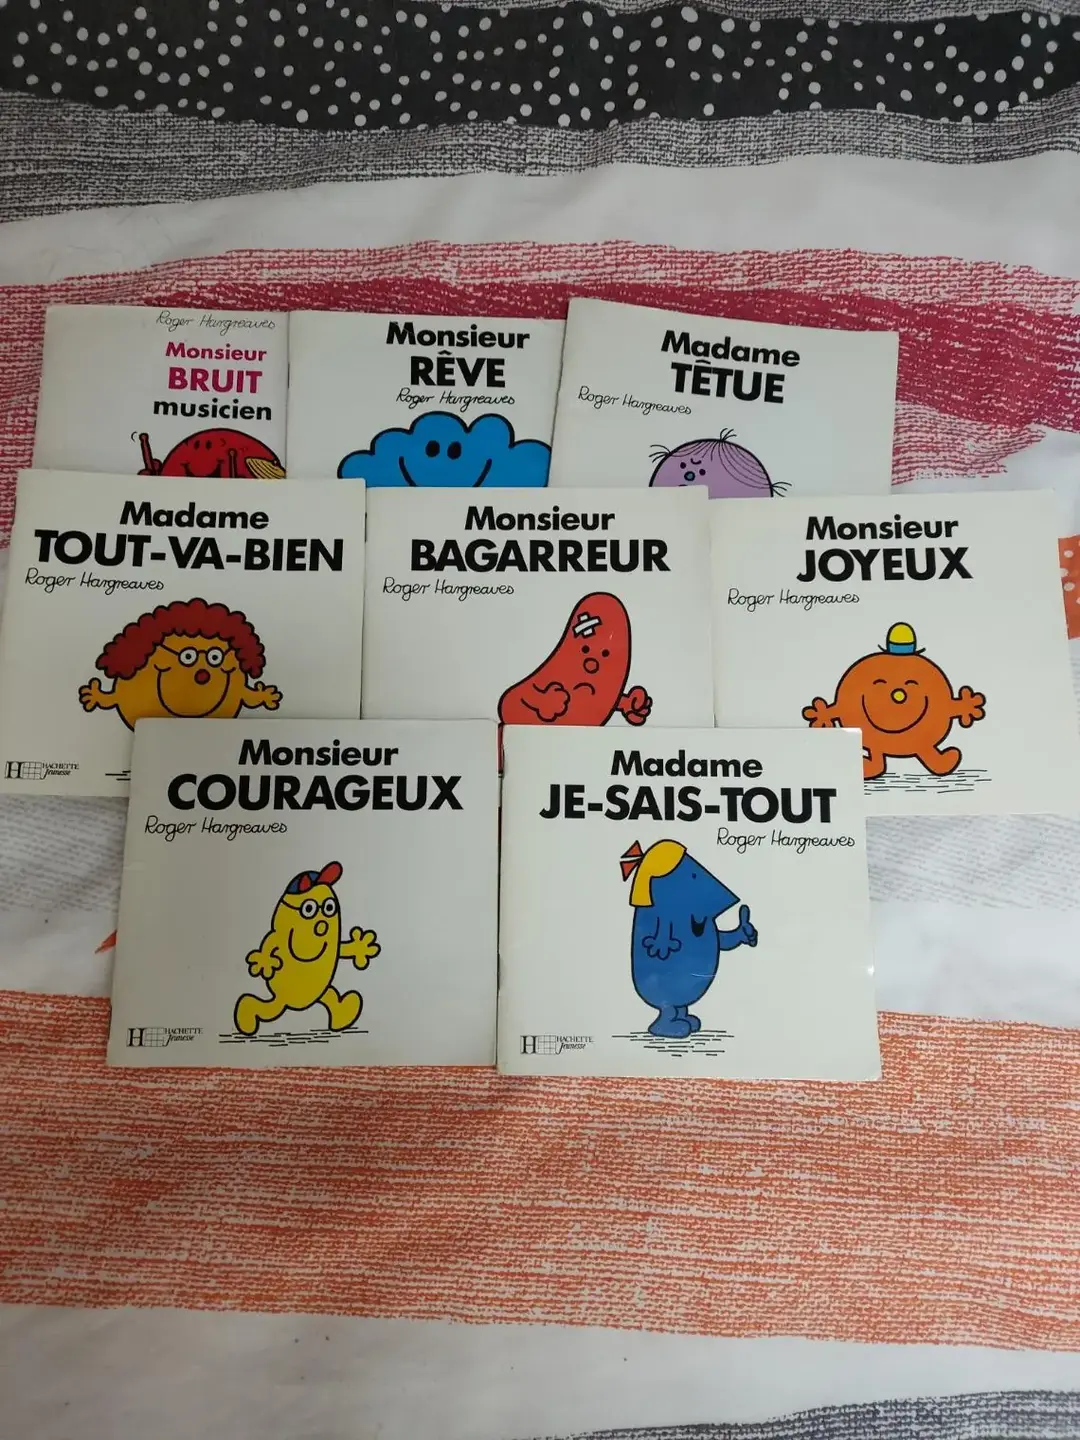 Roger Hargreaves
Monsieur
BRUIT
musicien
Monsieur
RÊVE
Roger Hargreaves
Madame
TÊTUE
Roger Hargreaves
Madame
TOUT-VA-BIEN
Roger Hargreaves
H HACHETTE
Jeunesse
Monsieur
BAGARREUR
Roger Hargreaves
Monsieur
JOYEUX
Roger Hargreaves
Monsieur
COURAGEUX
Roger Hargreaves
H HACHETTE
Jeunesse
Madame
JE-SAIS-TOUT
Roger Hargreaves
H HACHETTE
Jeunesse